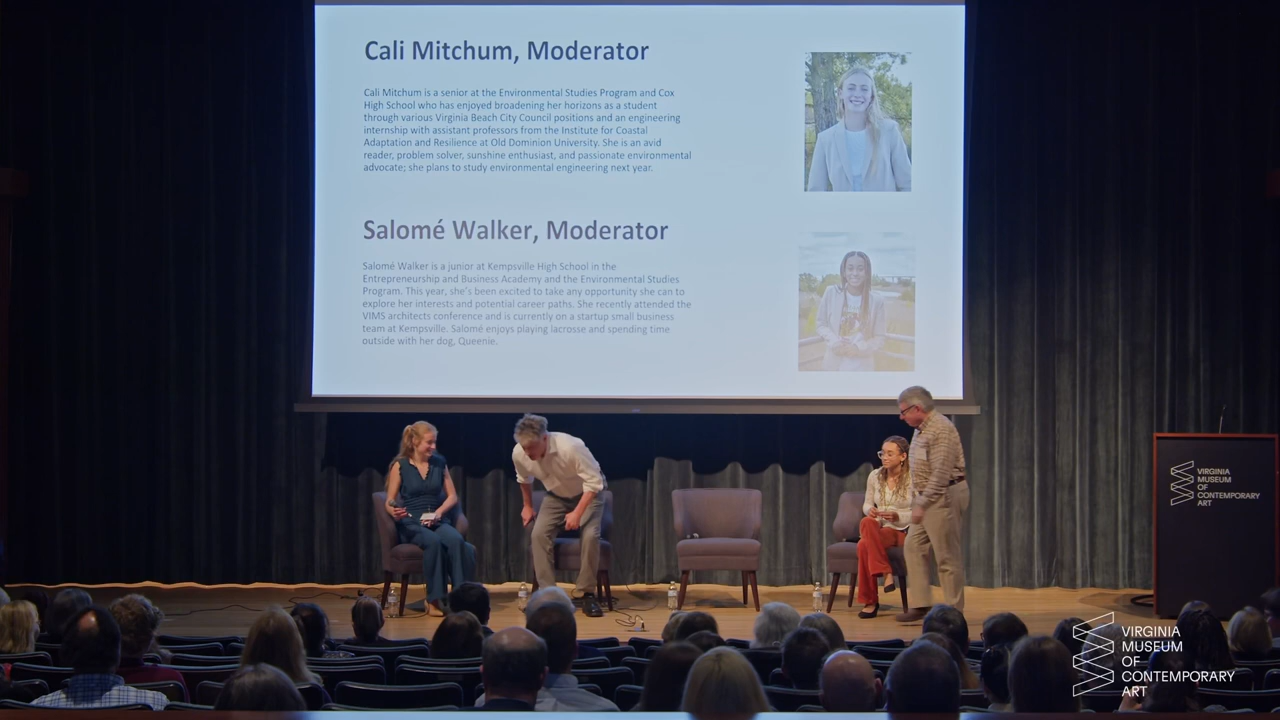 Cali Mitchum, Moderator
Cali Mitchum is a senior at the Environmental Studies Program and Cox
High School who has enjoyed broadening her horizons as a student
through various Virginia Beach City Council positions and an engineering
internship with assistant professors from the Institute for Coastal
Adaptation and Resilience at Old Dominion University. She is an avid
reader, problem solver, sunshine enthusiast, and passionate environmental
advocate; she plans to study environmental engineering next year.
Salomé Walker, Moderator
Salomé Walker is a junior at Kempsville High School in the
Entrepreneurship and Business Academy and the Environmental Studies
Program. This year, she's been excited to take any opportunity she can to
explore her interests and potential career paths. She recently attended the
VIMS architects conference and is currently on a startup small business
team at Kempsville. Salomé enjoys playing lacrosse and spending time
outside with her dog, Queenie.
VIRGINIA
MUSEUM
OF
CONTEMPORARY
ART
VIRGINIA
MUSEUM
OF
CONTEMPORARY
ART